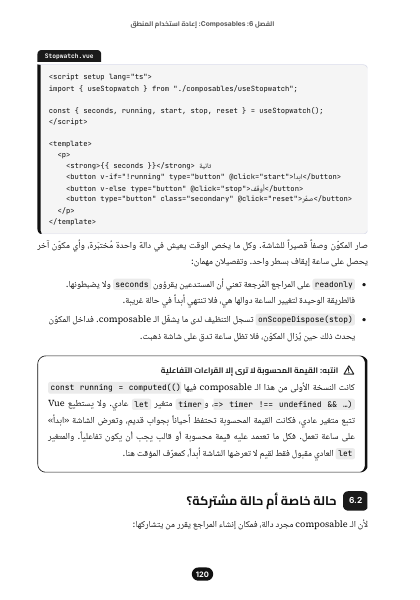 الفصل 6: Composables: إعادة استخدام المنطق
Stopwatch.vue
<script setup lang="ts">
import { useStopwatch } from "./composables/useStopwatch";
const { seconds, running, start, stop, reset } = useStopwatch();
</script>
<template>
<p>
<strong>{{ seconds }}</strong> ثانية
<button v-if="!running" type="button" @click="start">ابدأ</button>
<button v-else type="button" @click="stop">أوقف</button>
<button type="button" class="secondary" @click="reset">صفر</button>
</p>
</template>
صار المكوّن وصفاً قصيراً للشاشة. وكل ما يخص الوقت يعيش في دالة واحدة مُختبَرة، وأي مكوّن آخر
يحصل على ساعة إيقاف بسطر واحد. وتفصيلان مهمان:
• readonly على المراجع المُرجعة تعني أن المستدعين يقرؤون seconds ولا يضبطونها.
فالطريقة الوحيدة لتغيير الساعة دوالها هي، فلا تنتهي أبداً في حالة غريبة.
• onScopeDispose(stop) تسجل التنظيف لدى ما يشغّل الـ composable. فداخل المكوّن
يحدث ذلك حين يُزال المكوّن، فلا تظل ساعة تدق على شاشة ذهبت.
انتبه: القيمة المحسوبة لا ترى إلا القراءات التفاعلية
كانت النسخة الأولى من هذا الـ composable فيها const running = computed(()
=> timer !== undefined && …)، و timer متغير let عادي. ولا يستطيع Vue
تتبع متغير عادي، فكانت القيمة المحسوبة تحتفظ أحياناً بجواب قديم، وتعرض الشاشة «ابدأ»
على ساعة تعمل. فكل ما تعتمد عليه قيمة محسوبة أو قالب يجب أن يكون تفاعلياً. والمتغير
let العادي مقبول فقط لقيم لا تعرضها الشاشة أبداً، كمعرّف المؤقت هنا.
6.2 حالة خاصة أم حالة مشتركة؟
لأن الـ composable مجرد دالة، فمكان إنشاء المراجع يقرر من يتشاركها:
120